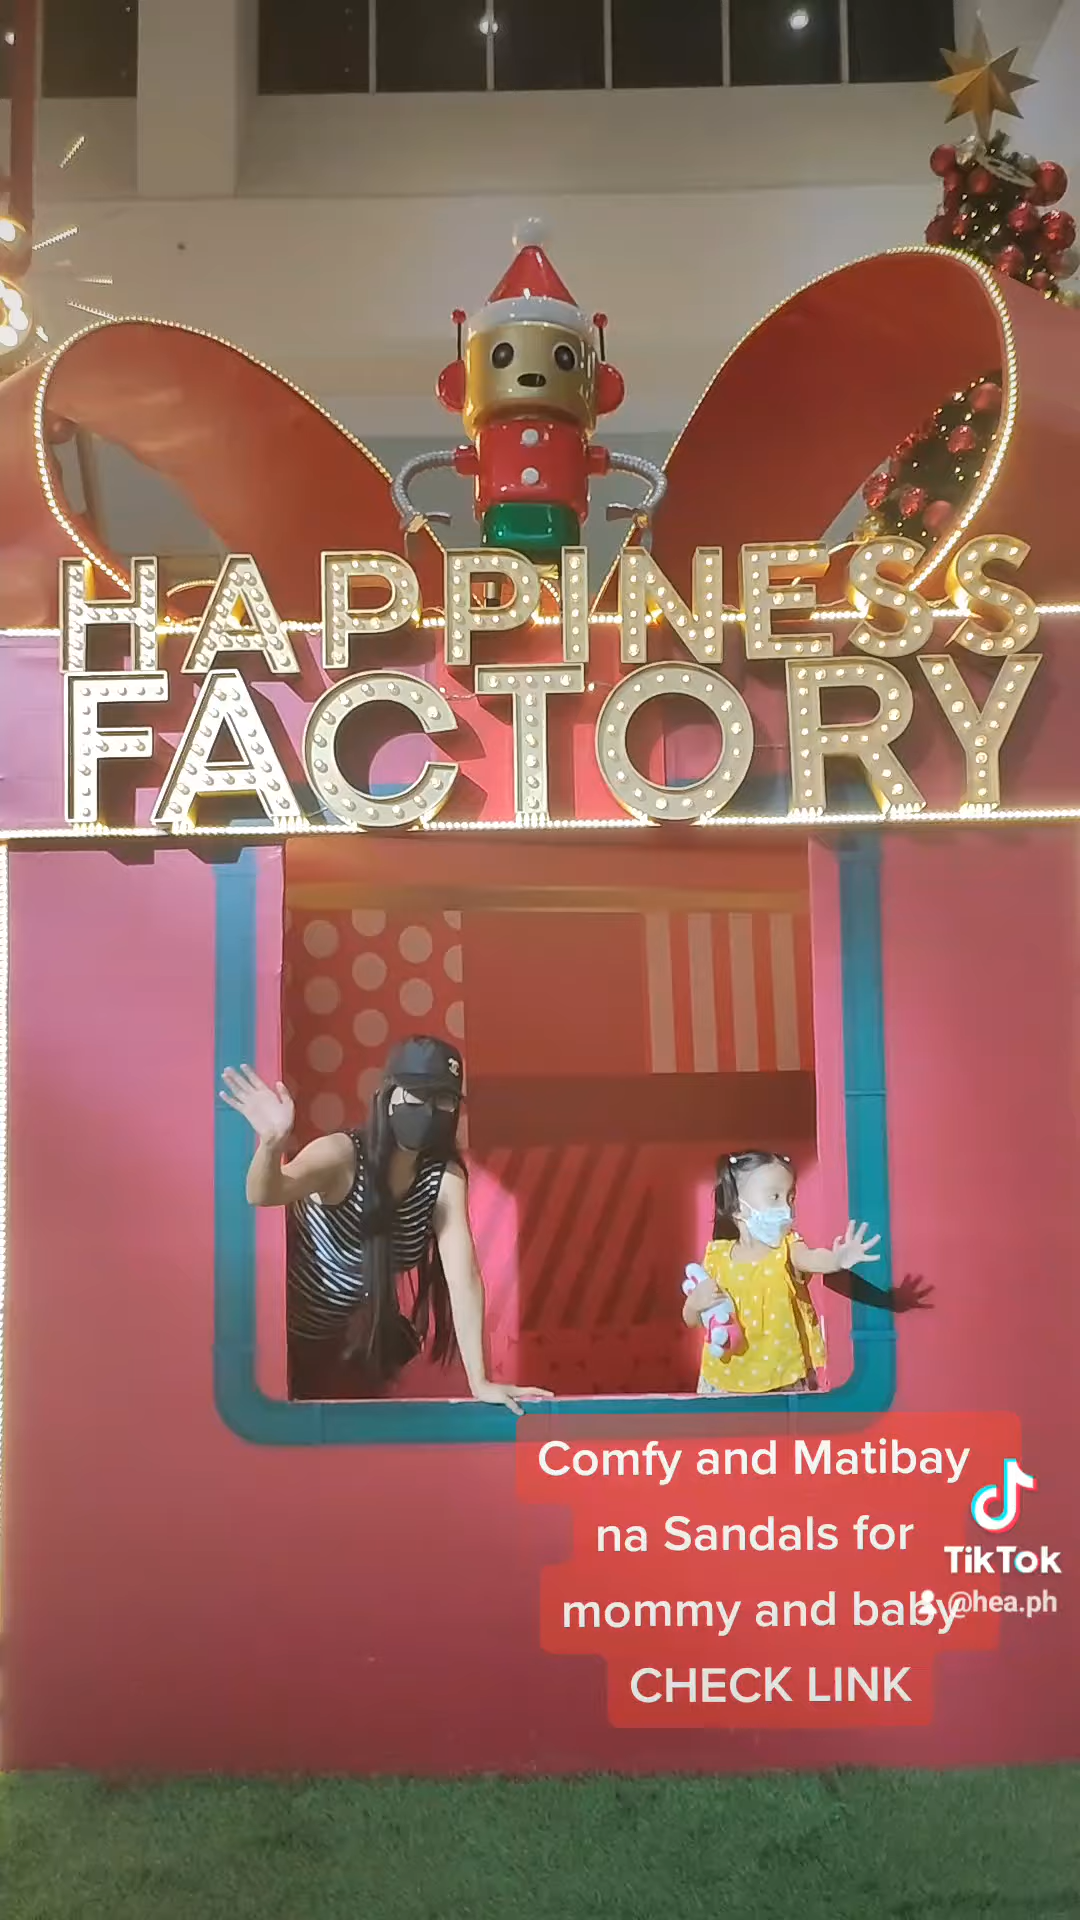 HAPPINESS
FACTORY
Comfy and Matibay
na Sandals for
mommy and baby
CHECK LINK
TikTok
@hea.ph